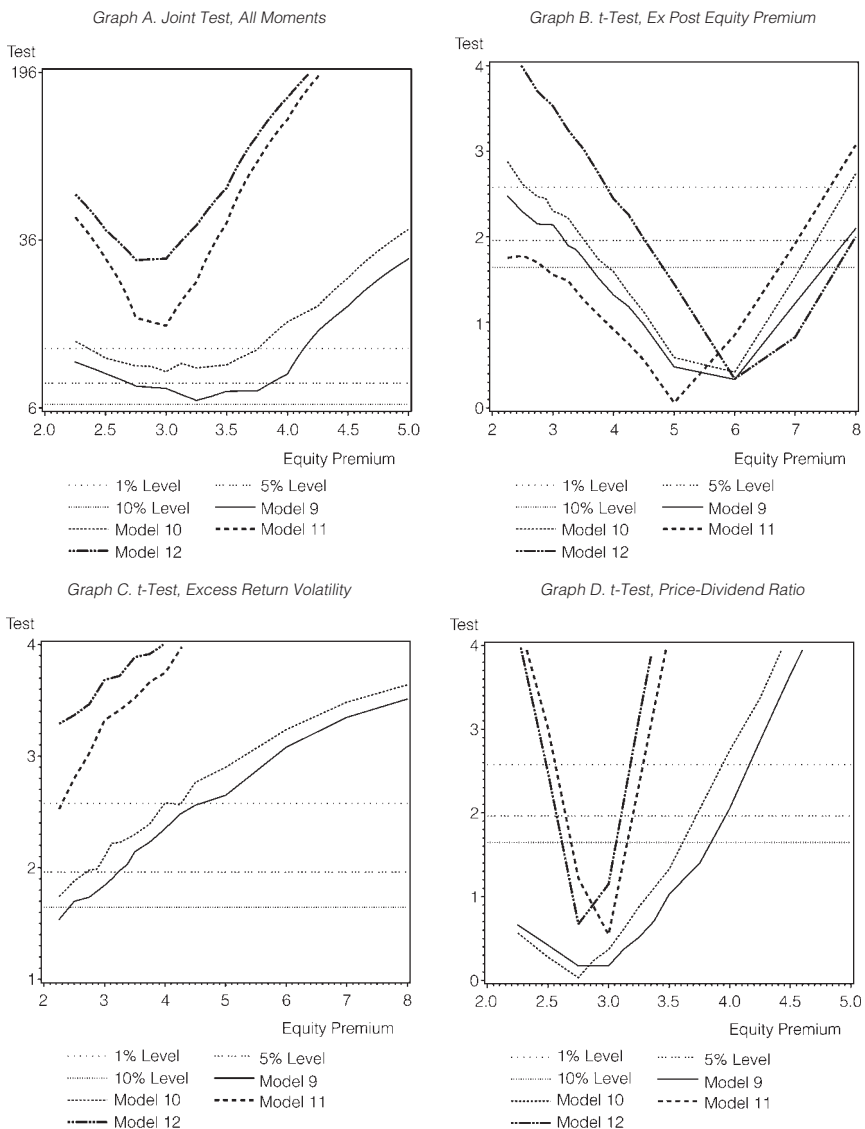 Graph A. Joint Test, All Moments
Test
196
36
6
2.0 2.5 3.0 3.5 4.0 4.5 5.0
Equity Premium
1% Level 5% Level
10% Level Model 9
Model 10 Model 11
Model 12
Graph B. t-Test, Ex Post Equity Premium
Test
4
3
2
1
0
2 3 4 5 6 7 8
Equity Premium
1% Level 5% Level
10% Level Model 9
Model 10 Model 11
Model 12
Graph C. t-Test, Excess Return Volatility
Test
4
3
2
1
2 3 4 5 6 7 8
Equity Premium
1% Level 5% Level
10% Level Model 9
Model 10 Model 11
Model 12
Graph D. t-Test, Price-Dividend Ratio
Test
4
3
2
1
0
2.0 2.5 3.0 3.5 4.0 4.5 5.0
Equity Premium
1% Level 5% Level
10% Level Model 9
Model 10 Model 11
Model 12